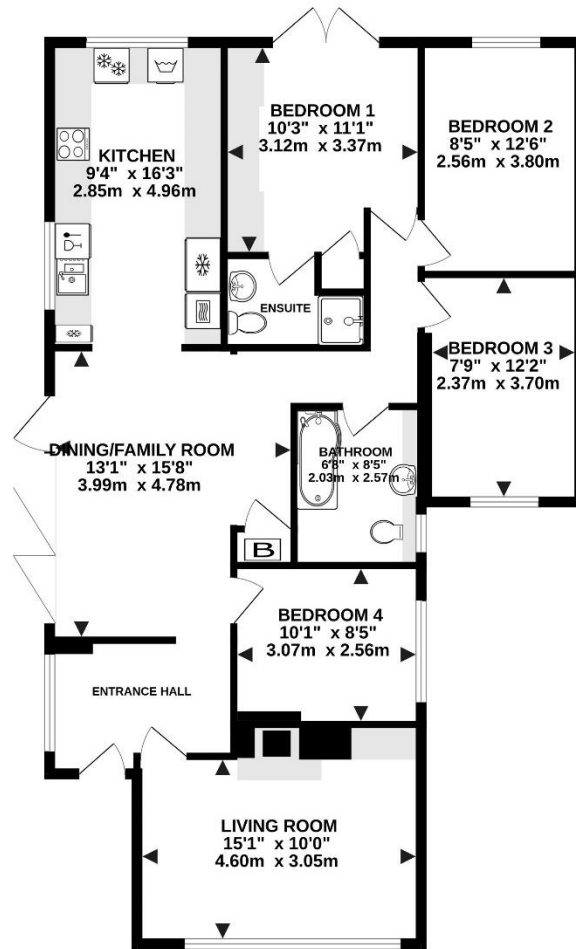 KITCHEN
9'4" x 16'3"
2.85m x 4.96m
BEDROOM 1
10'3" x 11'1"
3.12m x 3.37m
BEDROOM 2
8'5" x 12'6"
2.56m x 3.80m
ENSUITE
BEDROOM 3
7'9" x 12'2"
2.37m x 3.70m
DINING/FAMILY ROOM
13'1" x 15'8"
3.99m x 4.78m
BATHROOM
6'8" x 8'5"
2.03m x 2.57m
B
BEDROOM 4
10'1" x 8'5"
3.07m x 2.56m
ENTRANCE HALL
LIVING ROOM
15'1" x 10'0"
4.60m x 3.05m